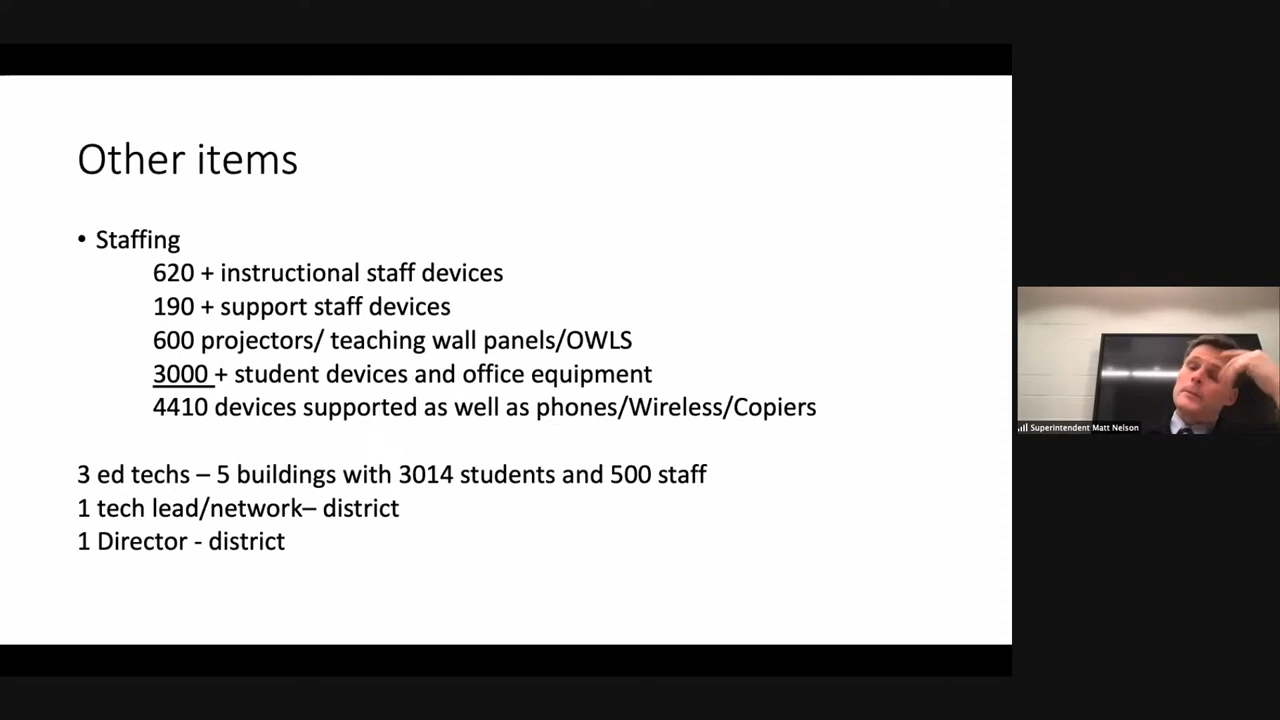 Other items
• Staffing
620 + instructional staff devices
190 + support staff devices
600 projectors/ teaching wall panels/OWLS
3000 + student devices and office equipment
4410 devices supported as well as phones/Wireless/Copiers
3 ed techs – 5 buildings with 3014 students and 500 staff
1 tech lead/network– district
1 Director - district
Superintendent Matt Nelson